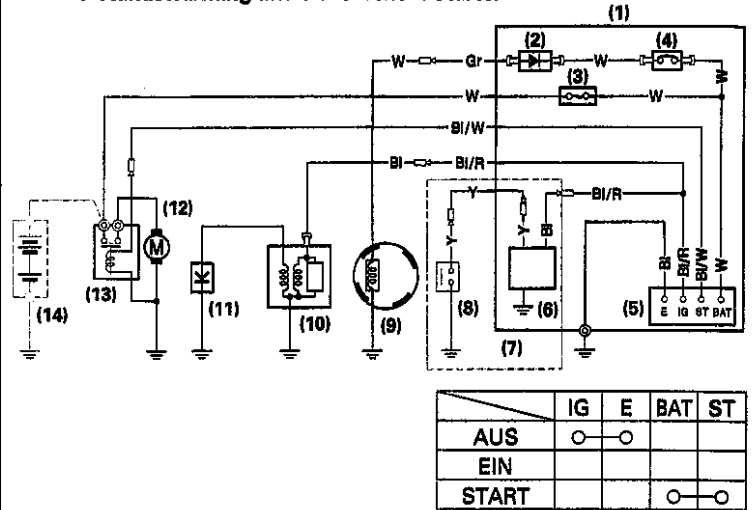 (1)
(2)
(4)
W
Gr
W
W
(3)
W
W
W
Bl/W
Bl
Bl/R
Y
Bl/R
(12)
M
Y
Y
Bl
Bl
Bl/R
Bl/W
W
(13)
(14)
(11)
(10)
(9)
(8)
(6)
(5)
E IG ST BAT
(7)
IG E BAT ST
AUS
EIN
START